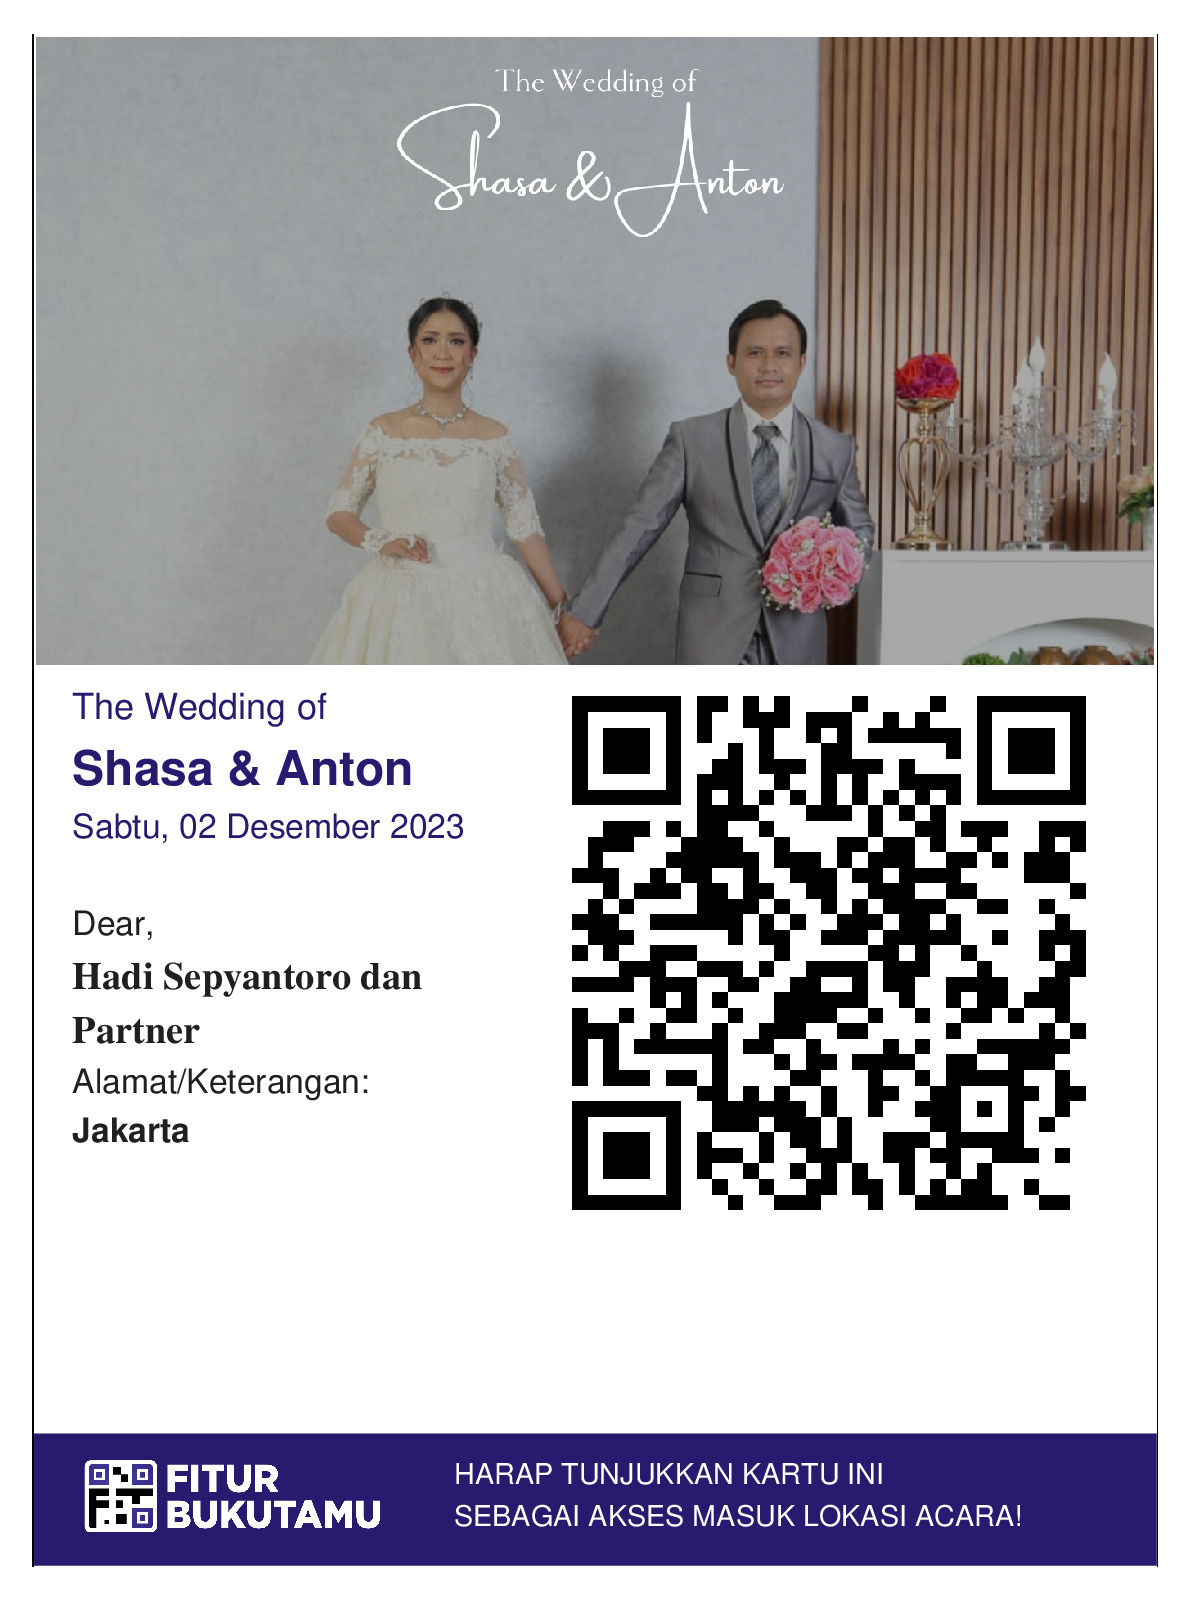 The Wedding of
Shasa & Anton
The Wedding of
Shasa & Anton
Sabtu, 02 Desember 2023
Dear,
Hadi Sepyantoro dan
Partner
Alamat/Keterangan:
Jakarta
FITUR
BUKUTAMU
HARAP TUNJUKKAN KARTU INI
SEBAGAI AKSES MASUK LOKASI ACARA!